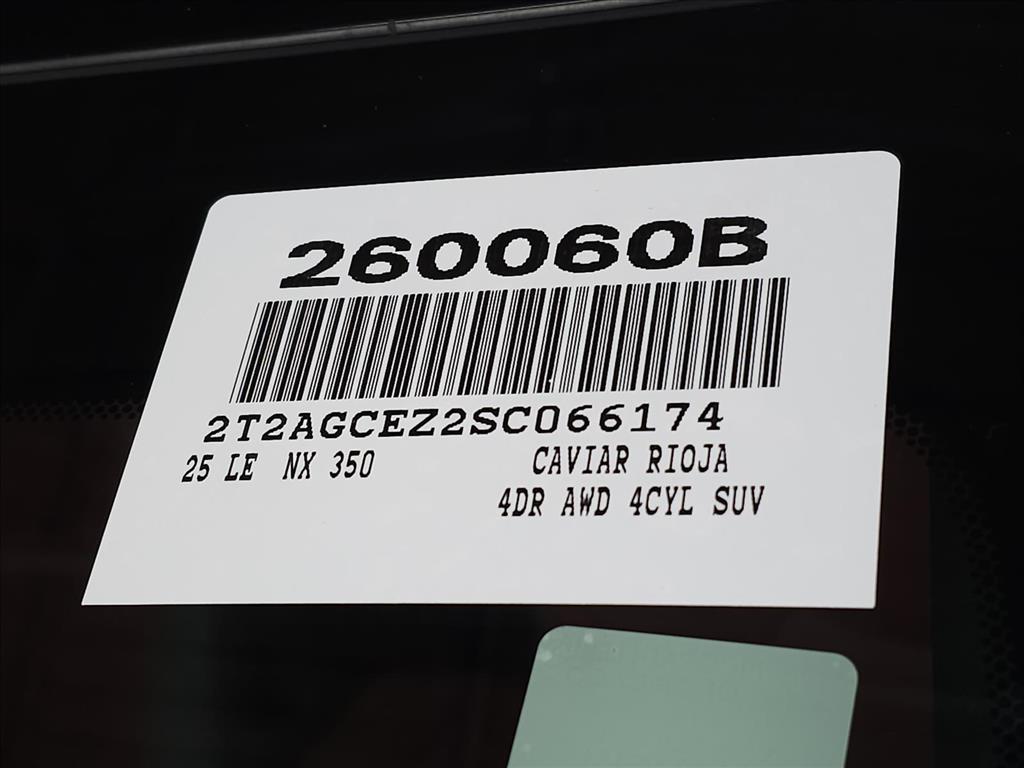 260060B
2T2AGCEZ2SC066174
25 LE NX 350 CAVIAR RIOJA
4DR AWD 4CYL SUV